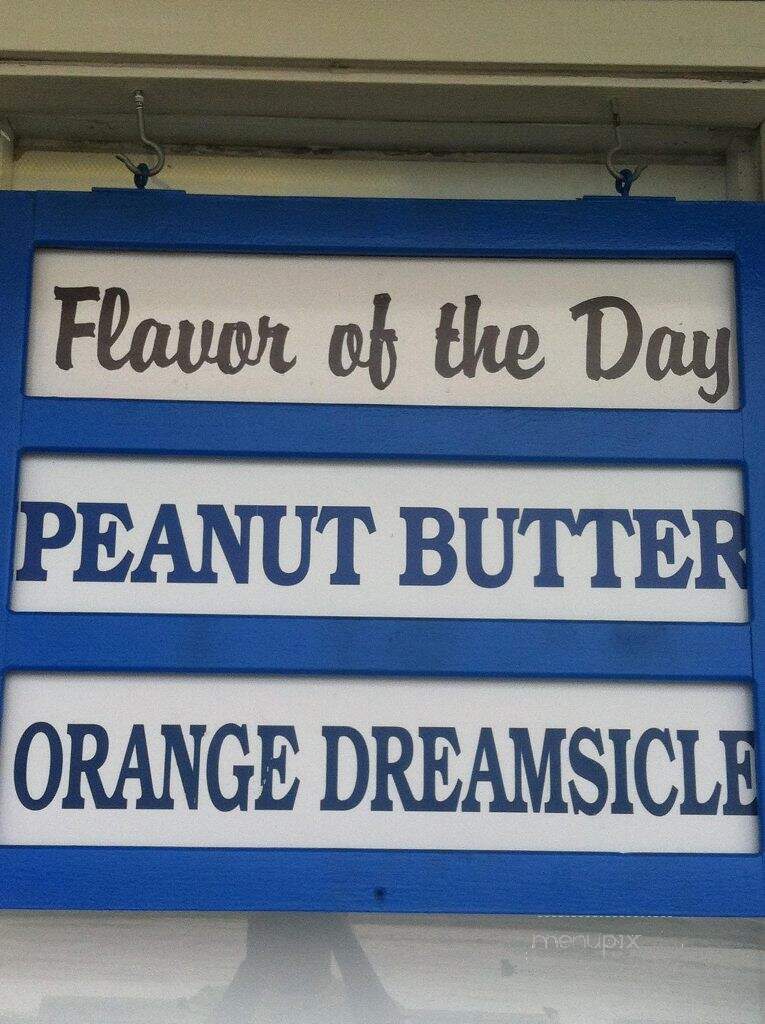 Flavor of the Day
PEANUT BUTTER
ORANGE DREAMSICLE
menupix